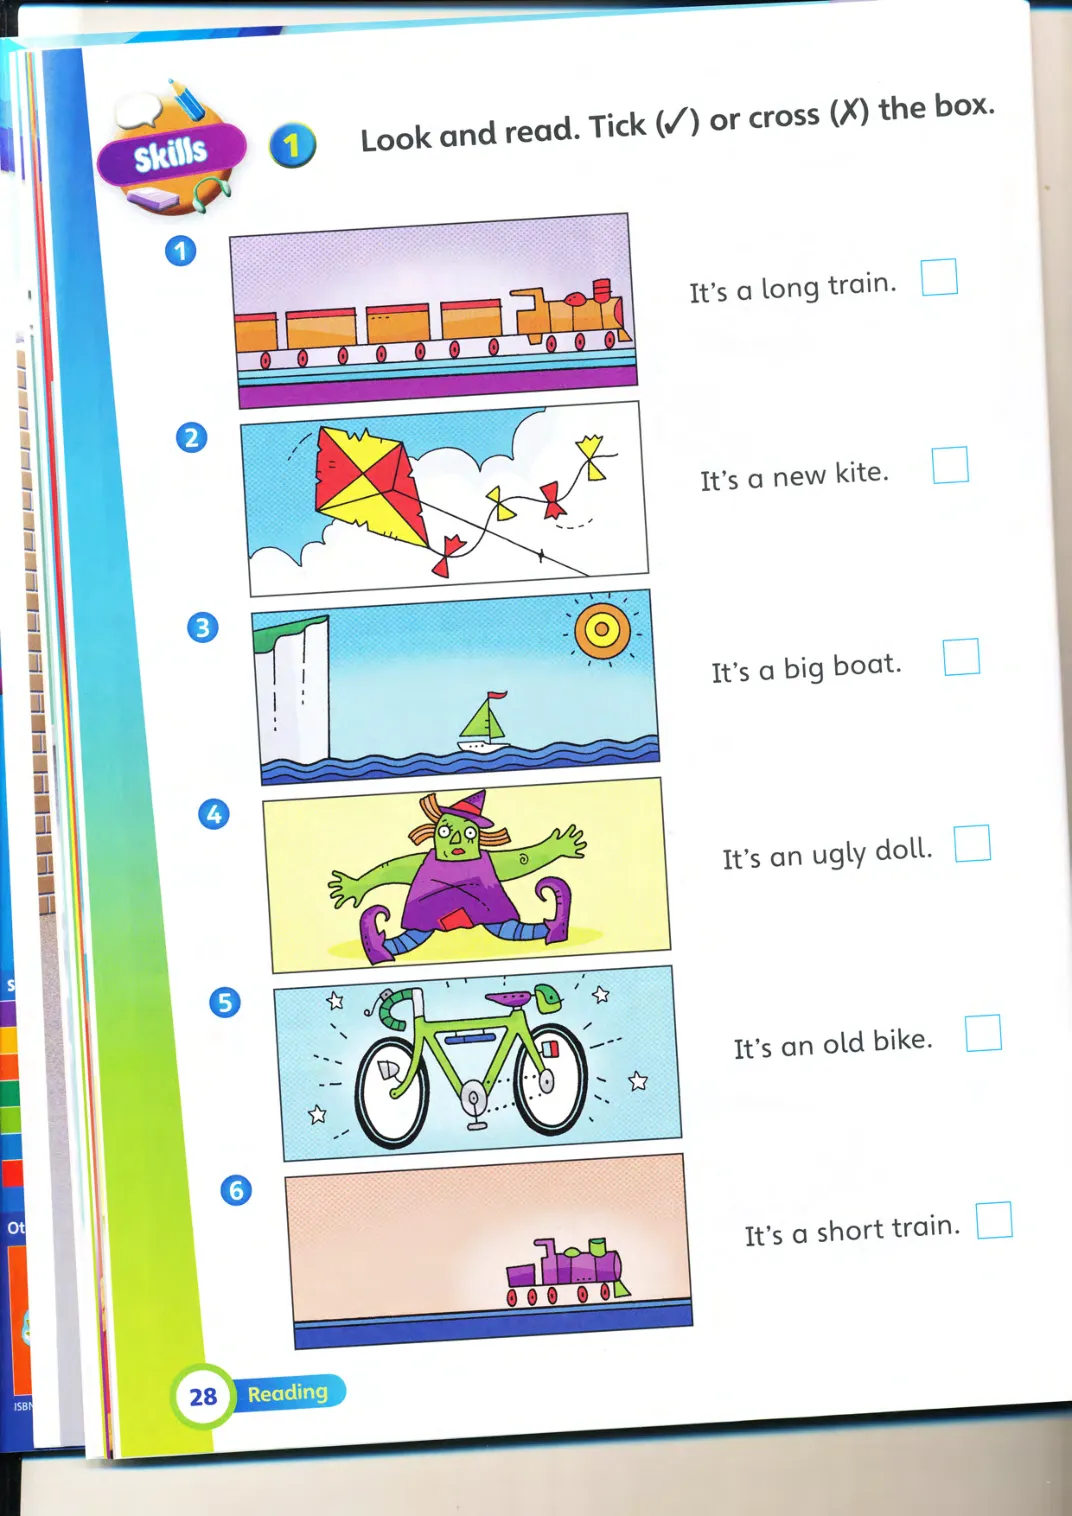 Skills
1 Look and read. Tick (✓) or cross (✗) the box.
1
It's a long train.
2
It's a new kite.
3
It's a big boat.
4
It's an ugly doll.
5
It's an old bike.
6
It's a short train.
28 Reading
S
Ot
ISBN